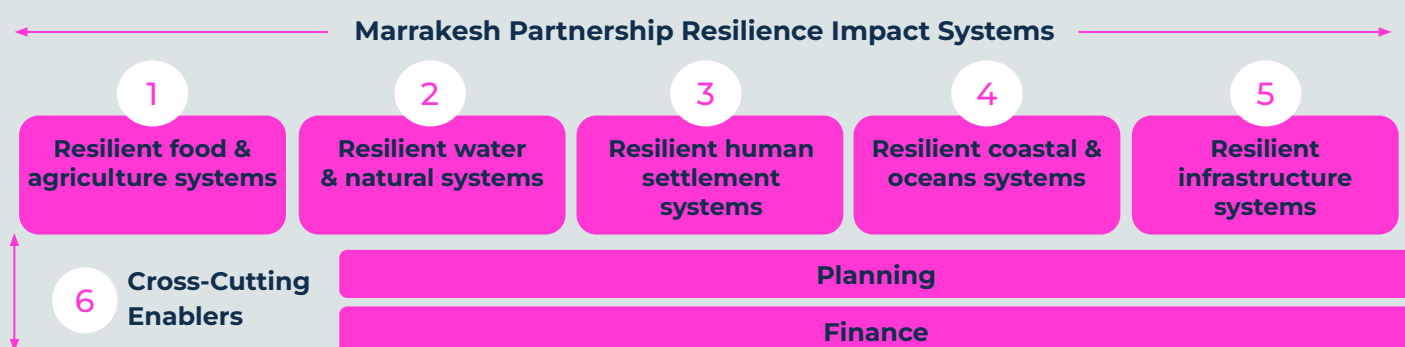 Marrakesh Partnership Resilience Impact Systems
1
2
3
4
5
Resilient food &
agriculture systems
Resilient water
& natural systems
Resilient human
settlement
systems
Resilient coastal &
oceans systems
Resilient
infrastructure
systems
6
Cross-Cutting
Enablers
Planning
Finance